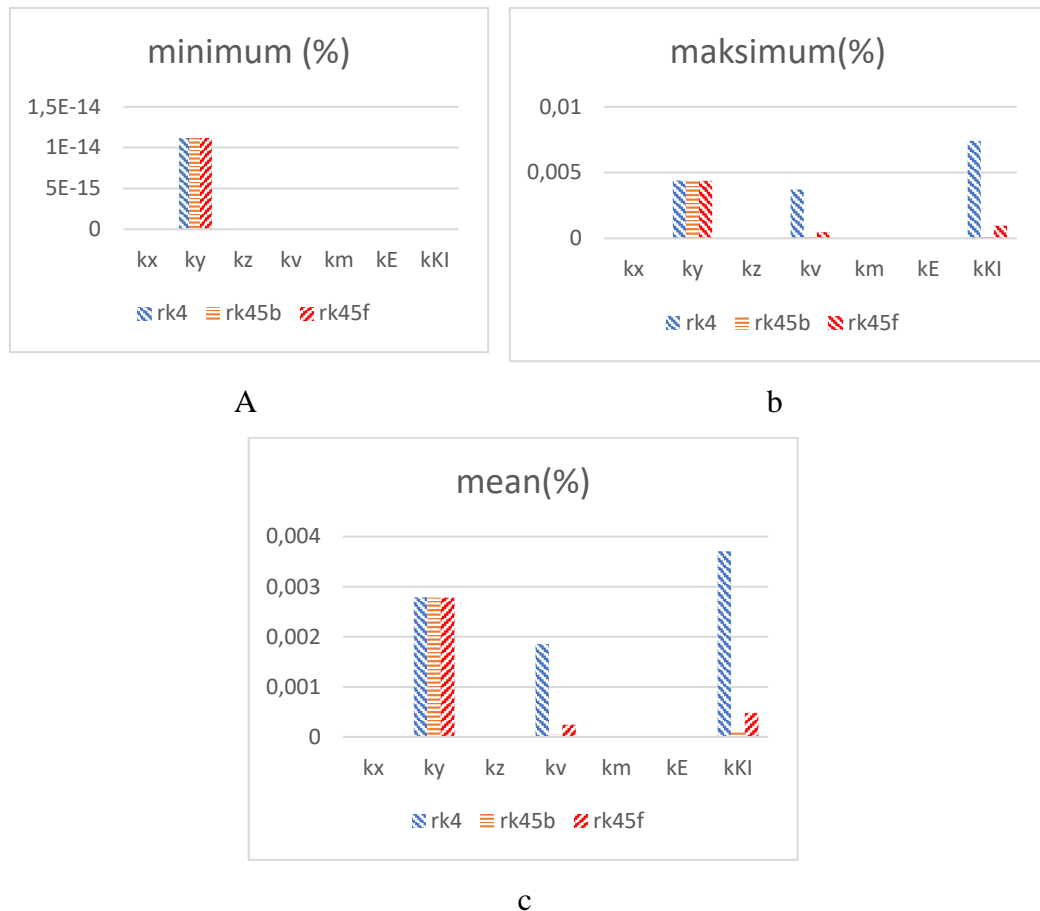 minimum (%)
1,5E-14
1E-14
5E-15
0
kx ky kz kv km kE kKI
rk4 rk45b rk45f
A
maksimum(%)
0,01
0,005
0
kx ky kz kv km kE kKI
rk4 rk45b rk45f
b
mean(%)
0,004
0,003
0,002
0,001
0
kx ky kz kv km kE kKI
rk4 rk45b rk45f
c